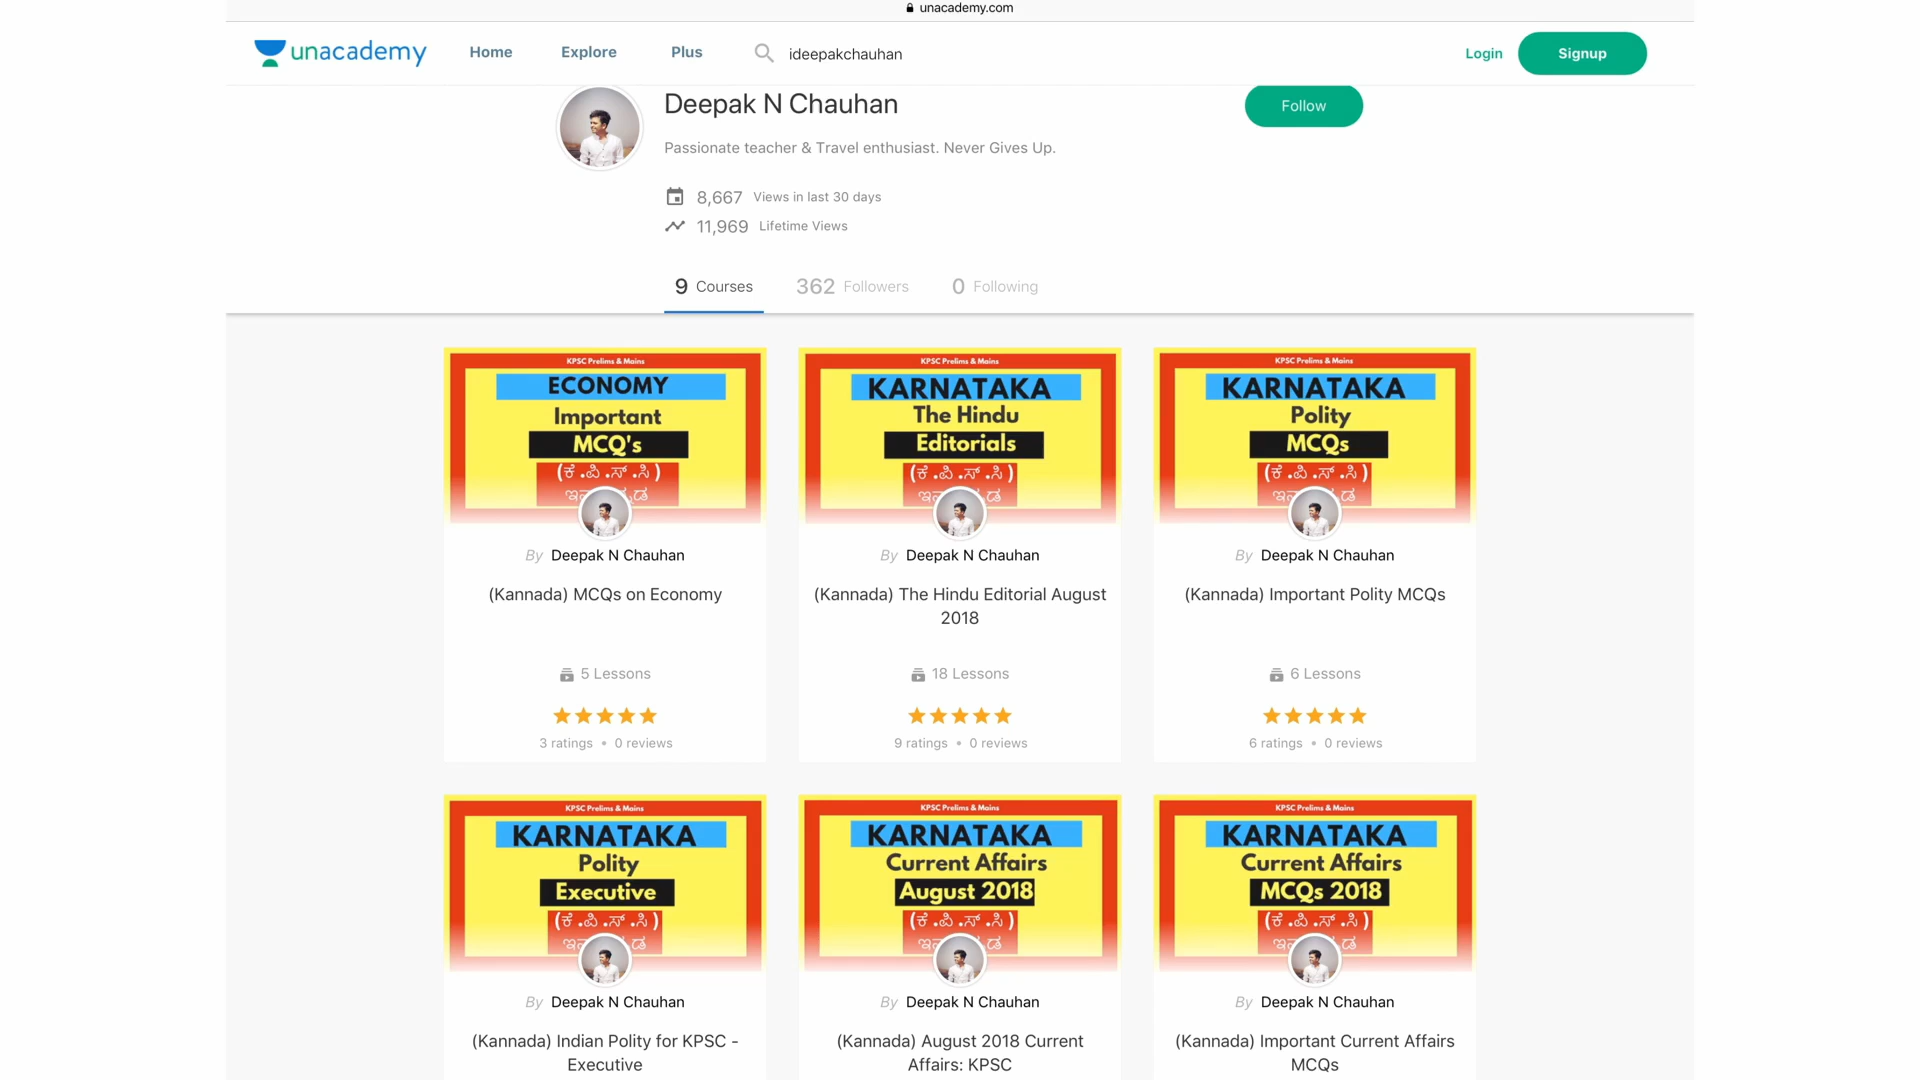 unacademy.com
unacademy Home Explore Plus ideepakchauhan Login Signup
Deepak N Chauhan
Follow
Passionate teacher & Travel enthusiast. Never Gives Up.
8,667 Views in last 30 days
11,969 Lifetime Views
9 Courses 362 Followers 0 Following
KPSC Prelims & Mains
ECONOMY
Important
MCQ's
(ಕೆ.ಪಿ.ಸ್.ಸಿ)
By Deepak N Chauhan
(Kannada) MCQs on Economy
5 Lessons
3 ratings • 0 reviews
KPSC Prelims & Mains
KARNATAKA
The Hindu
Editorials
(ಕೆ.ಪಿ.ಸ್.ಸಿ)
By Deepak N Chauhan
(Kannada) The Hindu Editorial August
2018
18 Lessons
9 ratings • 0 reviews
KPSC Prelims & Mains
KARNATAKA
Polity
MCQs
(ಕೆ.ಪಿ.ಸ್.ಸಿ)
By Deepak N Chauhan
(Kannada) Important Polity MCQs
6 Lessons
6 ratings • 0 reviews
KPSC Prelims & Mains
KARNATAKA
Polity
Executive
(ಕೆ.ಪಿ.ಸ್.ಸಿ)
By Deepak N Chauhan
(Kannada) Indian Polity for KPSC -
Executive
KPSC Prelims & Mains
KARNATAKA
Current Affairs
August 2018
(ಕೆ.ಪಿ.ಸ್.ಸಿ)
By Deepak N Chauhan
(Kannada) August 2018 Current
Affairs: KPSC
KPSC Prelims & Mains
KARNATAKA
Current Affairs
MCQs 2018
(ಕೆ.ಪಿ.ಸ್.ಸಿ)
By Deepak N Chauhan
(Kannada) Important Current Affairs
MCQs